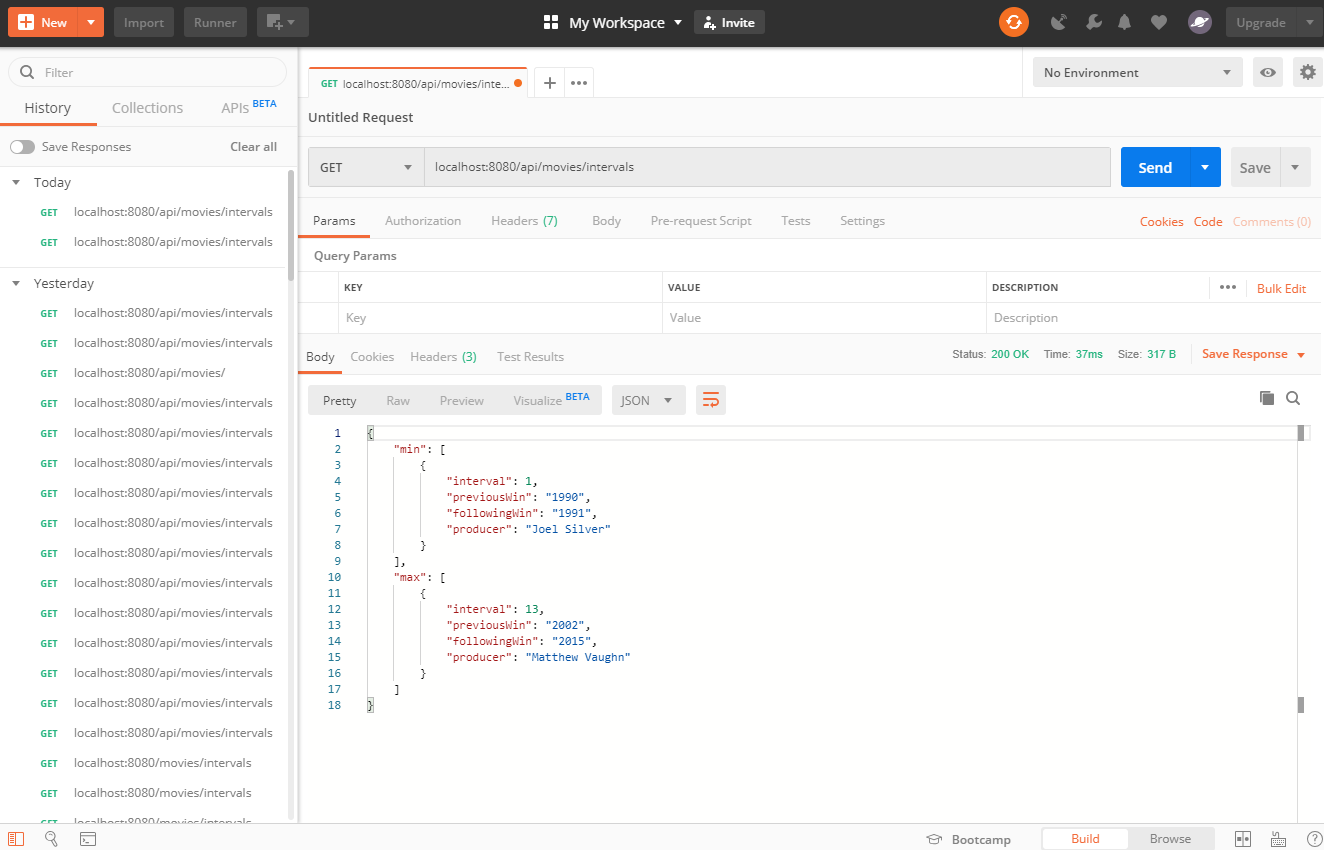 New Import Runner My Workspace Invite Upgrade
Filter
History Collections APIs BETA
Save Responses Clear all
Today
GET localhost:8080/api/movies/intervals
GET localhost:8080/api/movies/intervals
Yesterday
GET localhost:8080/api/movies/intervals
GET localhost:8080/api/movies/intervals
GET localhost:8080/api/movies/
GET localhost:8080/api/movies/intervals
GET localhost:8080/api/movies/intervals
GET localhost:8080/api/movies/intervals
GET localhost:8080/api/movies/intervals
GET localhost:8080/api/movies/intervals
GET localhost:8080/api/movies/intervals
GET localhost:8080/api/movies/intervals
GET localhost:8080/api/movies/intervals
GET localhost:8080/api/movies/intervals
GET localhost:8080/api/movies/intervals
GET localhost:8080/api/movies/intervals
GET localhost:8080/api/movies/intervals
GET localhost:8080/movies/intervals
GET localhost:8080/movies/intervals
GET localhost:8080/movies/intervals
GET localhost:8080/api/movies/inte... No Environment
Untitled Request
GET localhost:8080/api/movies/intervals Send Save
Params Authorization Headers (7) Body Pre-request Script Tests Settings Cookies Code Comments (0)
Query Params
KEY VALUE DESCRIPTION Bulk Edit
Key Value Description
Body Cookies Headers (3) Test Results Status: 200 OK Time: 37ms Size: 317 B Save Response
Pretty Raw Preview Visualize BETA JSON
1 {
2 "min": [
3 {
4 "interval": 1,
5 "previousWin": "1990",
6 "followingWin": "1991",
7 "producer": "Joel Silver"
8 }
9 ],
10 "max": [
11 {
12 "interval": 13,
13 "previousWin": "2002",
14 "followingWin": "2015",
15 "producer": "Matthew Vaughn"
16 }
17 ]
18 }
Bootcamp Build Browse